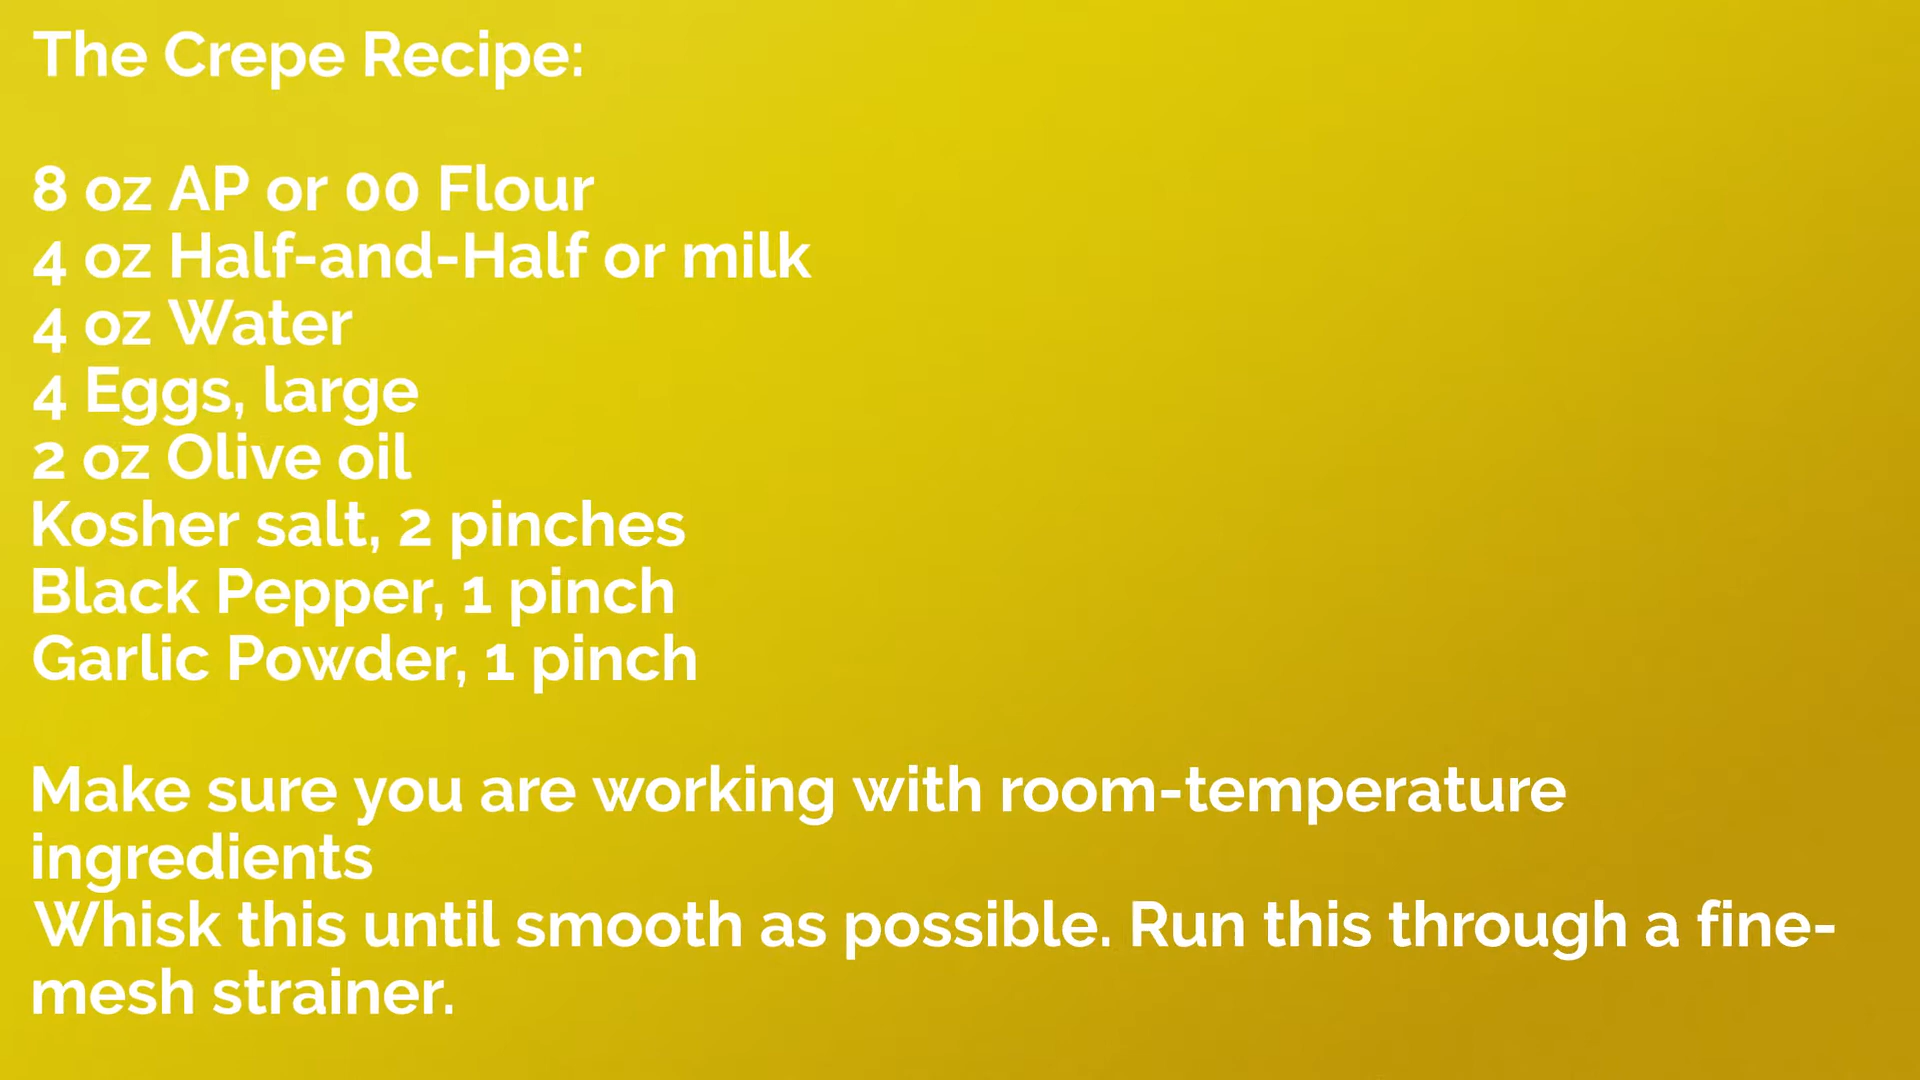 The Crepe Recipe:
8 oz AP or 00 Flour
4 oz Half-and-Half or milk
4 oz Water
4 Eggs, large
2 oz Olive oil
Kosher salt, 2 pinches
Black Pepper, 1 pinch
Garlic Powder, 1 pinch
Make sure you are working with room-temperature
ingredients
Whisk this until smooth as possible. Run this through a fine-
mesh strainer.